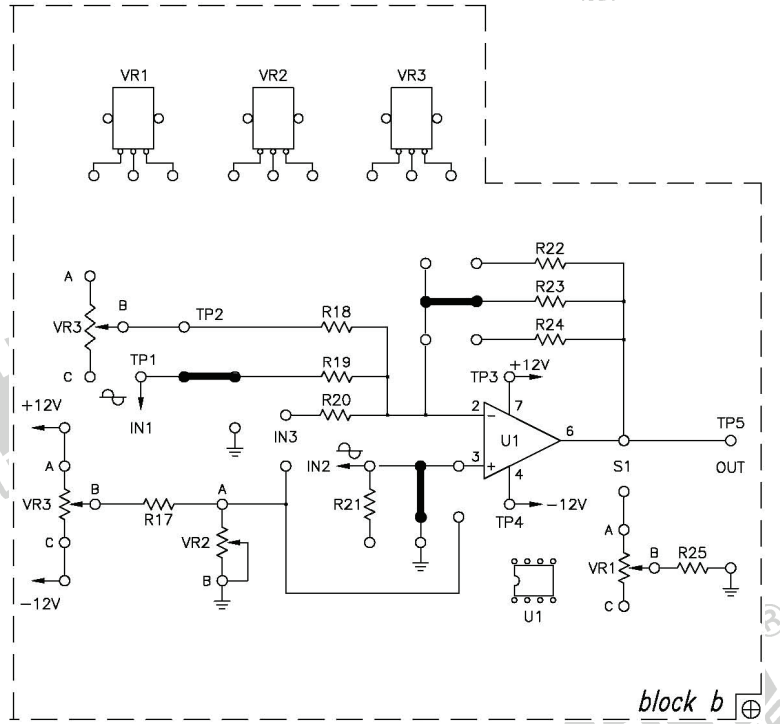 VR1 VR2 VR3
R22
A
R23
B TP2 R18
VR3 R24
C TP1 R19 TP3 +12V
+12V IN1 IN3 R20 2 − 7
U1 6 TP5
IN2 3 + 4 S1 OUT
A
VR3 B R17 A R21 −12V
TP4
C VR2 A
B VR1 B R25
−12V U1 C
block b
®